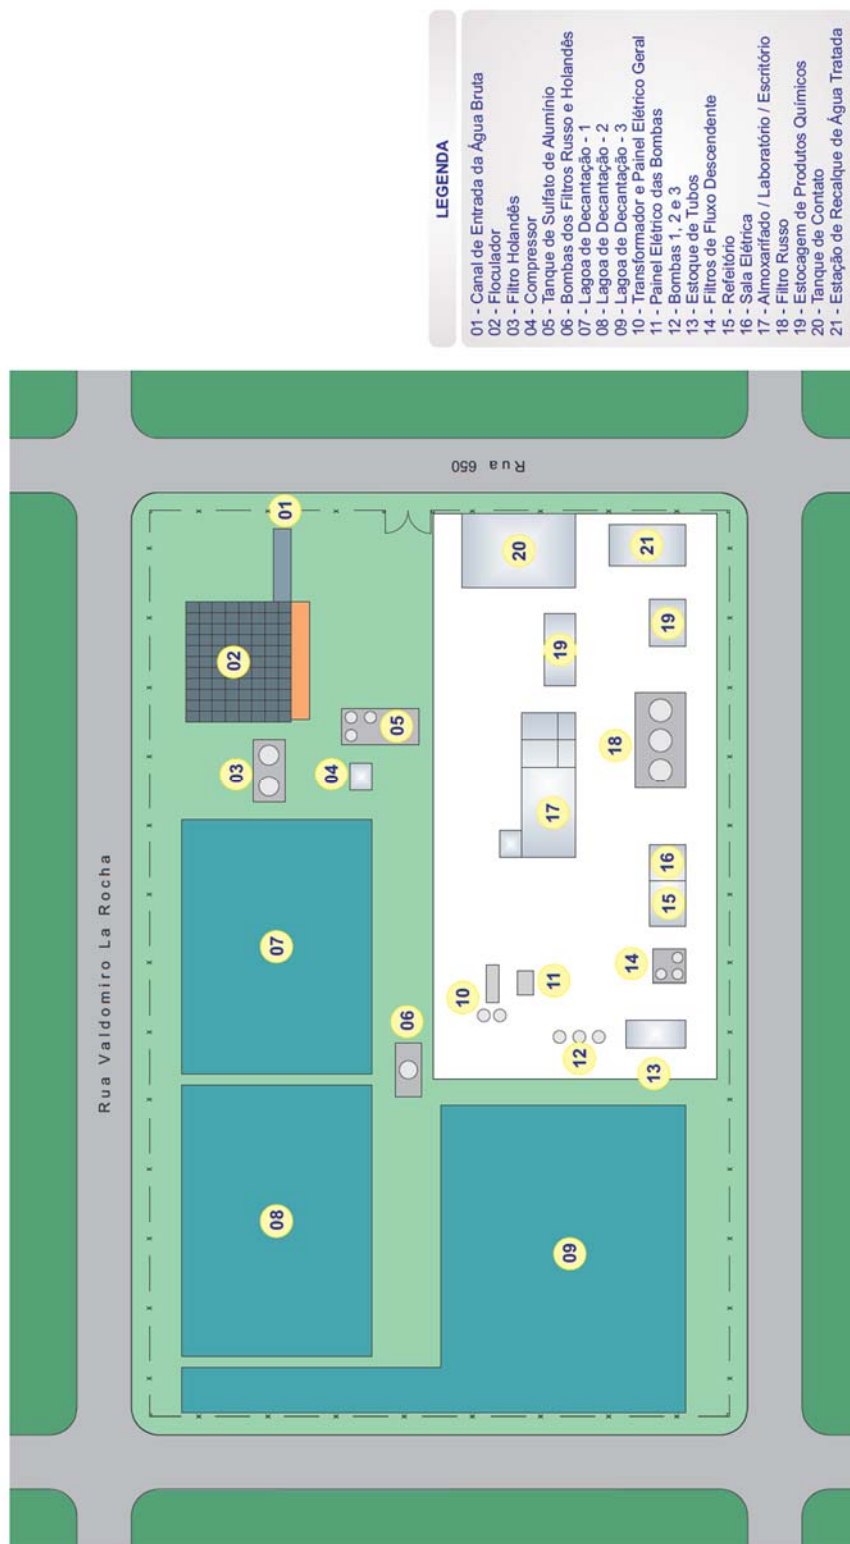 LEGENDA
01 - Canal de Entrada da Água Bruta
02 - Floculador
03 - Filtro Holandês
04 - Compressor
05 - Tanque de Sulfato de Alumínio
06 - Bombas dos Filtros Russo e Holandês
07 - Lagoa de Decantação - 1
08 - Lagoa de Decantação - 2
09 - Lagoa de Decantação - 3
10 - Transformador e Painel Elétrico Geral
11 - Painel Elétrico das Bombas
12 - Bombas 1, 2 e 3
13 - Estoque de Tubos
14 - Filtros de Fluxo Descendente
15 - Refeitório
16 - Sala Elétrica
17 - Almoxarifado / Laboratório / Escritório
18 - Filtro Russo
19 - Estocagem de Produtos Químicos
20 - Tanque de Contato
21 - Estação de Recalque de Água Tratada
Rua Valdomiro La Rocha
Rua 650
01
02
03
04
05
06
07
08
09
10
11
12
13
14
15
16
17
18
19
19
20
21